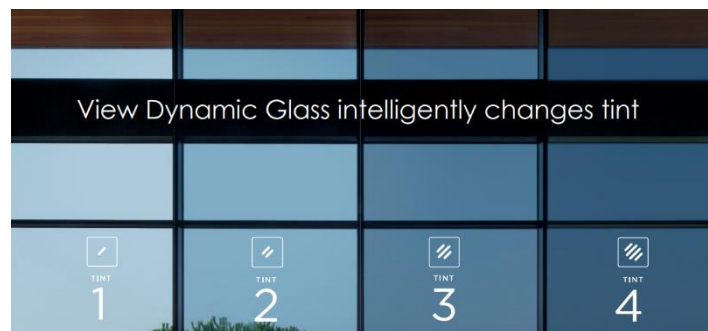 View Dynamic Glass intelligently changes tint
TINT TINT TINT TINT
1 2 3 4